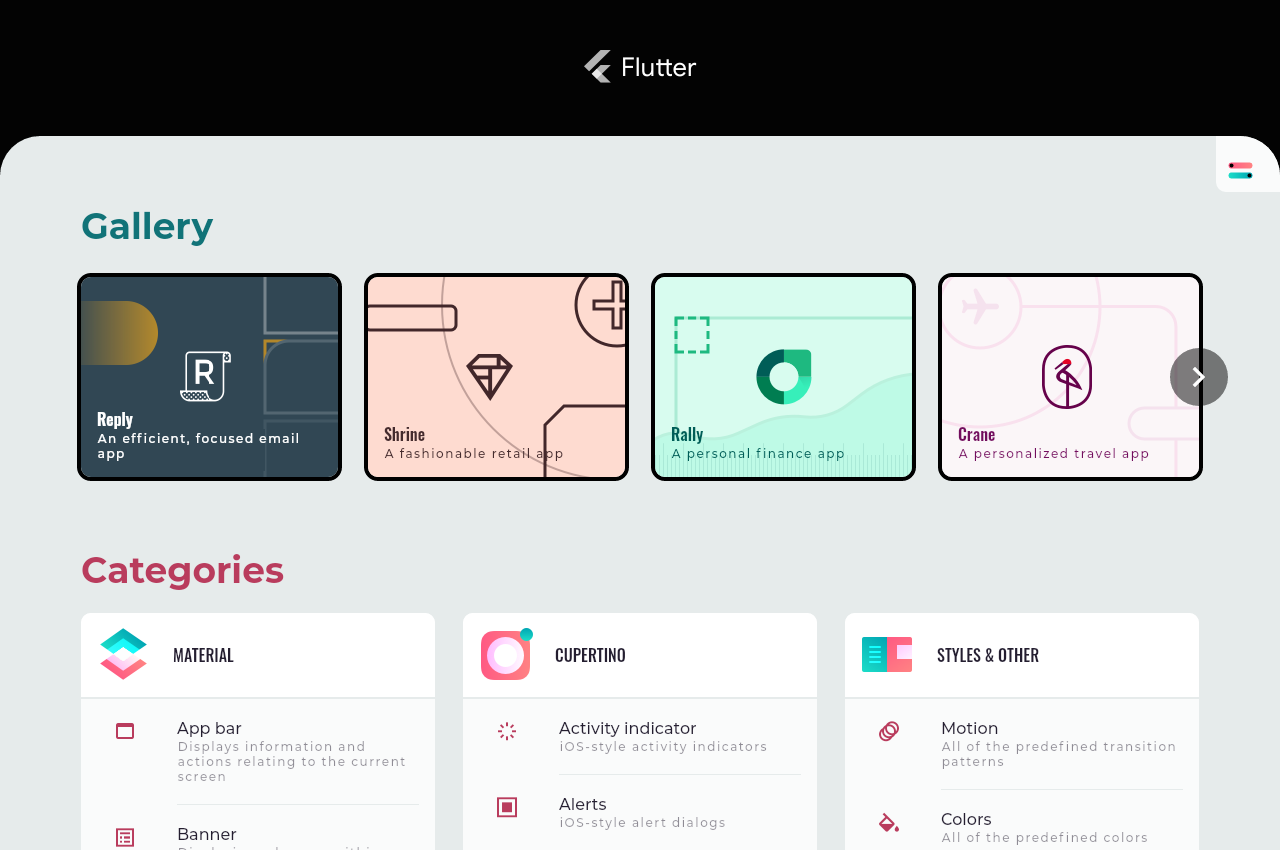 Flutter
Gallery
R
Reply
An efficient, focused email
app
Shrine
A fashionable retail app
Rally
A personal finance app
Crane
A personalized travel app
Categories
MATERIAL
App bar
Displays information and
actions relating to the current
screen
Banner
CUPERTINO
Activity indicator
iOS-style activity indicators
Alerts
iOS-style alert dialogs
STYLES & OTHER
Motion
All of the predefined transition
patterns
Colors
All of the predefined colors